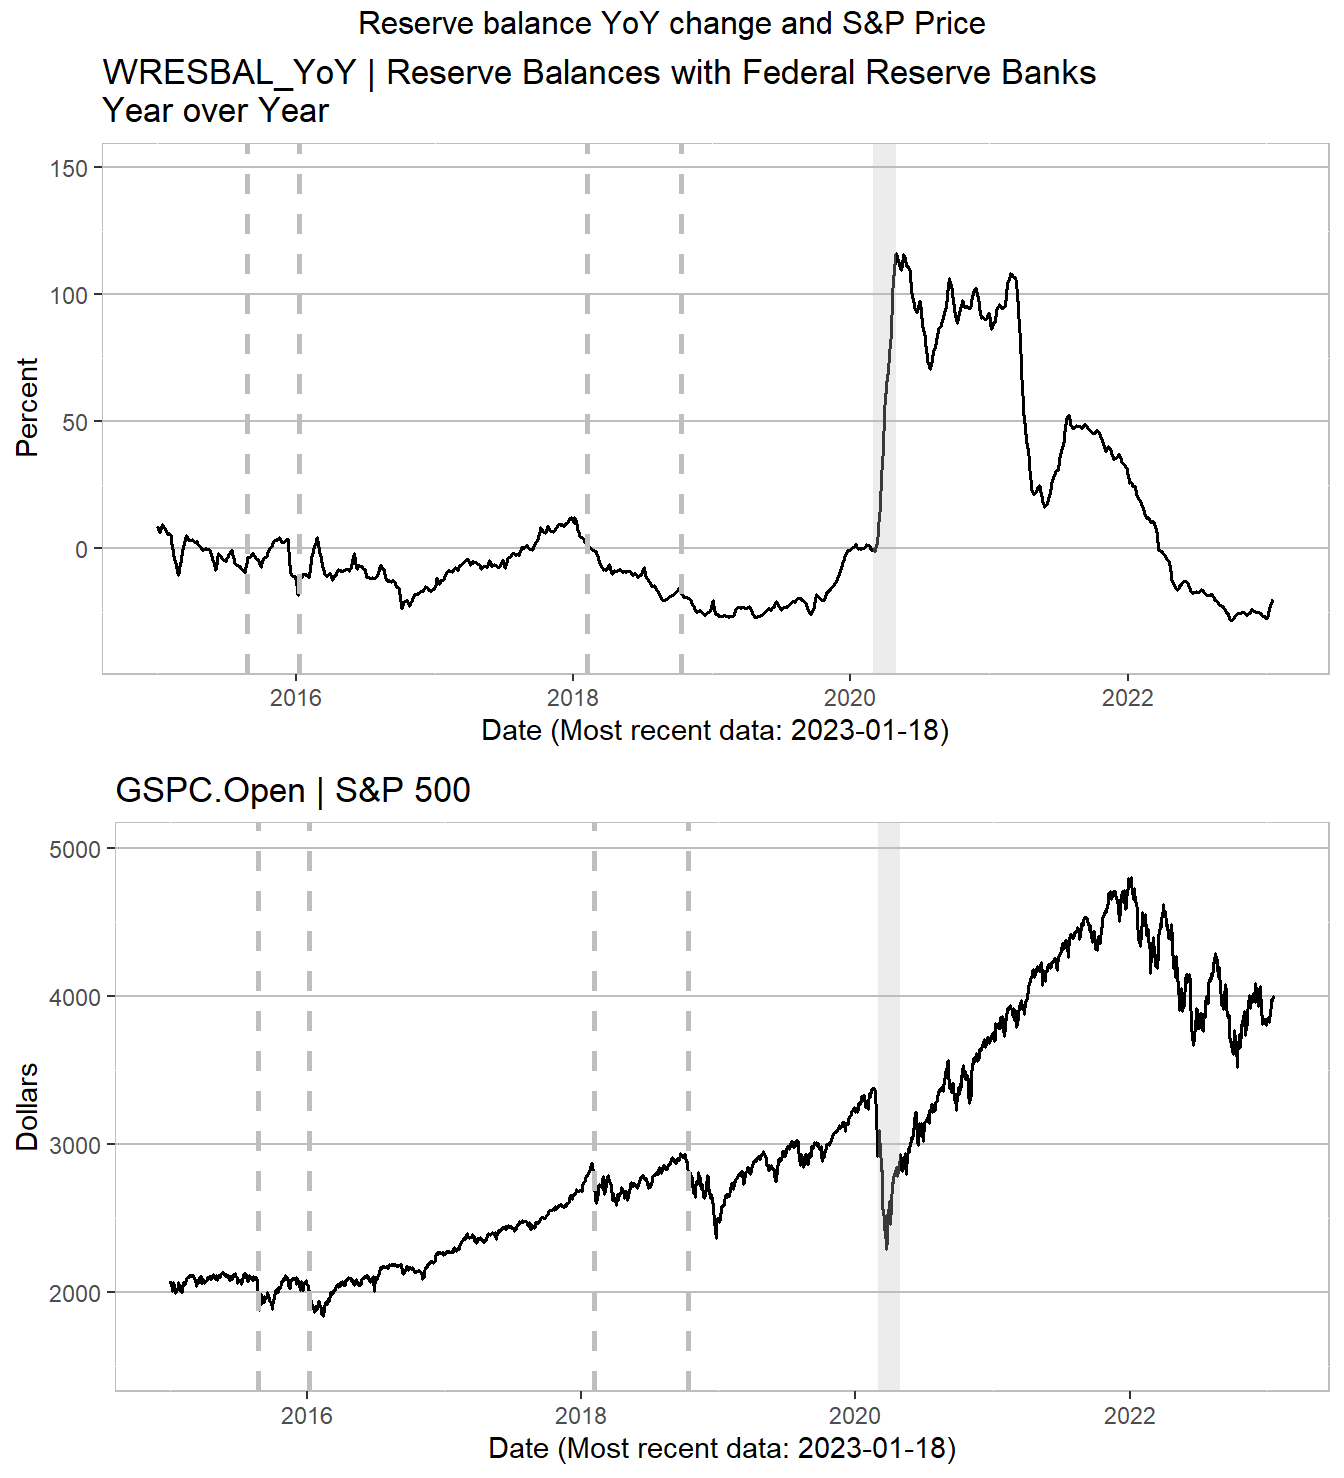 Reserve balance YoY change and S&P Price
WRESBAL_YoY | Reserve Balances with Federal Reserve Banks
Year over Year
150
100
50
0
Percent
2016 2018 2020 2022
Date (Most recent data: 2023-01-18)
GSPC.Open | S&P 500
5000
4000
3000
2000
Dollars
2016 2018 2020 2022
Date (Most recent data: 2023-01-18)